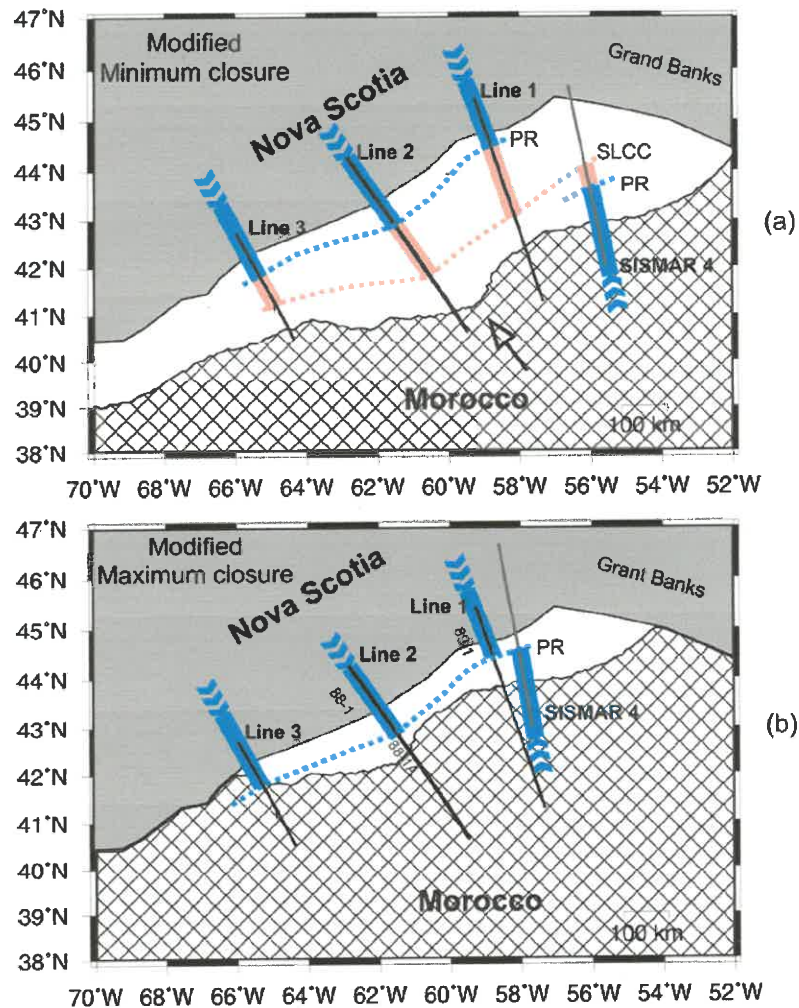 47°N
Modified
Minimum closure
46°N
45°N
44°N
43°N
42°N
41°N
40°N
39°N
38°N
Nova Scotia
Grand Banks
Line 1
PR
Line 2
SLCC
PR
Line 3
SISMAR 4
Morocco
100 km
70°W 68°W 66°W 64°W 62°W 60°W 58°W 56°W 54°W 52°W
(a)
47°N
Modified
Maximum closure
46°N
45°N
44°N
43°N
42°N
41°N
40°N
39°N
38°N
Nova Scotia
Grant Banks
Line 1
89/1
PR
Line 2
88-1
88-1A
SISMAR 4
Line 3
Morocco
100 km
70°W 68°W 66°W 64°W 62°W 60°W 58°W 56°W 54°W 52°W
(b)